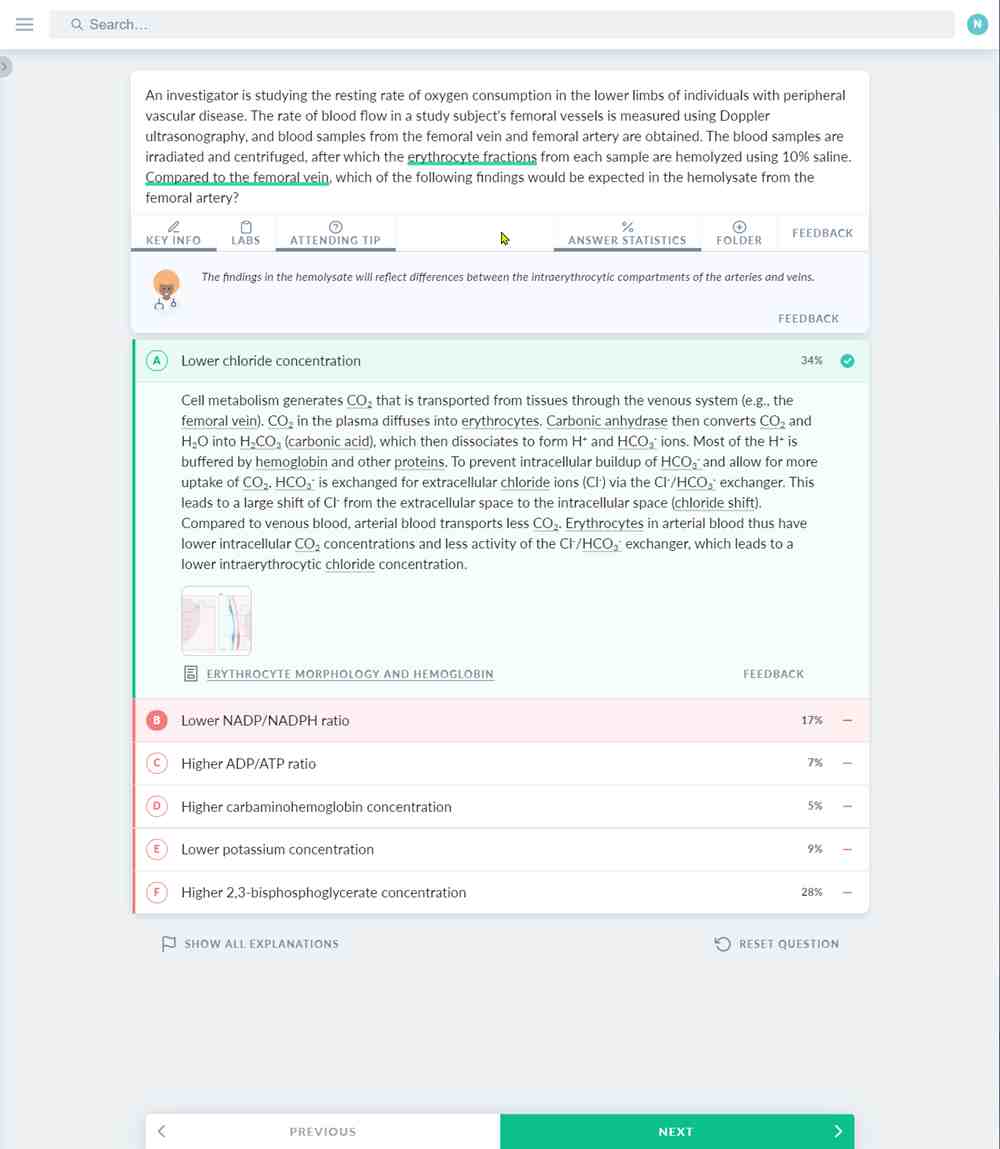 Search...
N
An investigator is studying the resting rate of oxygen consumption in the lower limbs of individuals with peripheral
vascular disease. The rate of blood flow in a study subject's femoral vessels is measured using Doppler
ultrasonography, and blood samples from the femoral vein and femoral artery are obtained. The blood samples are
irradiated and centrifuged, after which the erythrocyte fractions from each sample are hemolyzed using 10% saline.
Compared to the femoral vein, which of the following findings would be expected in the hemolysate from the
femoral artery?
KEY INFO LABS ATTENDING TIP ANSWER STATISTICS FOLDER FEEDBACK
The findings in the hemolysate will reflect differences between the intraerythrocytic compartments of the arteries and veins.
FEEDBACK
A Lower chloride concentration 34%
Cell metabolism generates CO₂ that is transported from tissues through the venous system (e.g., the
femoral vein). CO₂ in the plasma diffuses into erythrocytes. Carbonic anhydrase then converts CO₂ and
H₂O into H₂CO₃ (carbonic acid), which then dissociates to form H⁺ and HCO₃⁻ ions. Most of the H⁺ is
buffered by hemoglobin and other proteins. To prevent intracellular buildup of HCO₃⁻ and allow for more
uptake of CO₂, HCO₃⁻ is exchanged for extracellular chloride ions (Cl⁻) via the Cl⁻/HCO₃⁻ exchanger. This
leads to a large shift of Cl⁻ from the extracellular space to the intracellular space (chloride shift).
Compared to venous blood, arterial blood transports less CO₂. Erythrocytes in arterial blood thus have
lower intracellular CO₂ concentrations and less activity of the Cl⁻/HCO₃⁻ exchanger, which leads to a
lower intraerythrocytic chloride concentration.
ERYTHROCYTE MORPHOLOGY AND HEMOGLOBIN FEEDBACK
B Lower NADP/NADPH ratio 17%
C Higher ADP/ATP ratio 7%
D Higher carbaminohemoglobin concentration 5%
E Lower potassium concentration 9%
F Higher 2,3-bisphosphoglycerate concentration 28%
SHOW ALL EXPLANATIONS RESET QUESTION
PREVIOUS NEXT